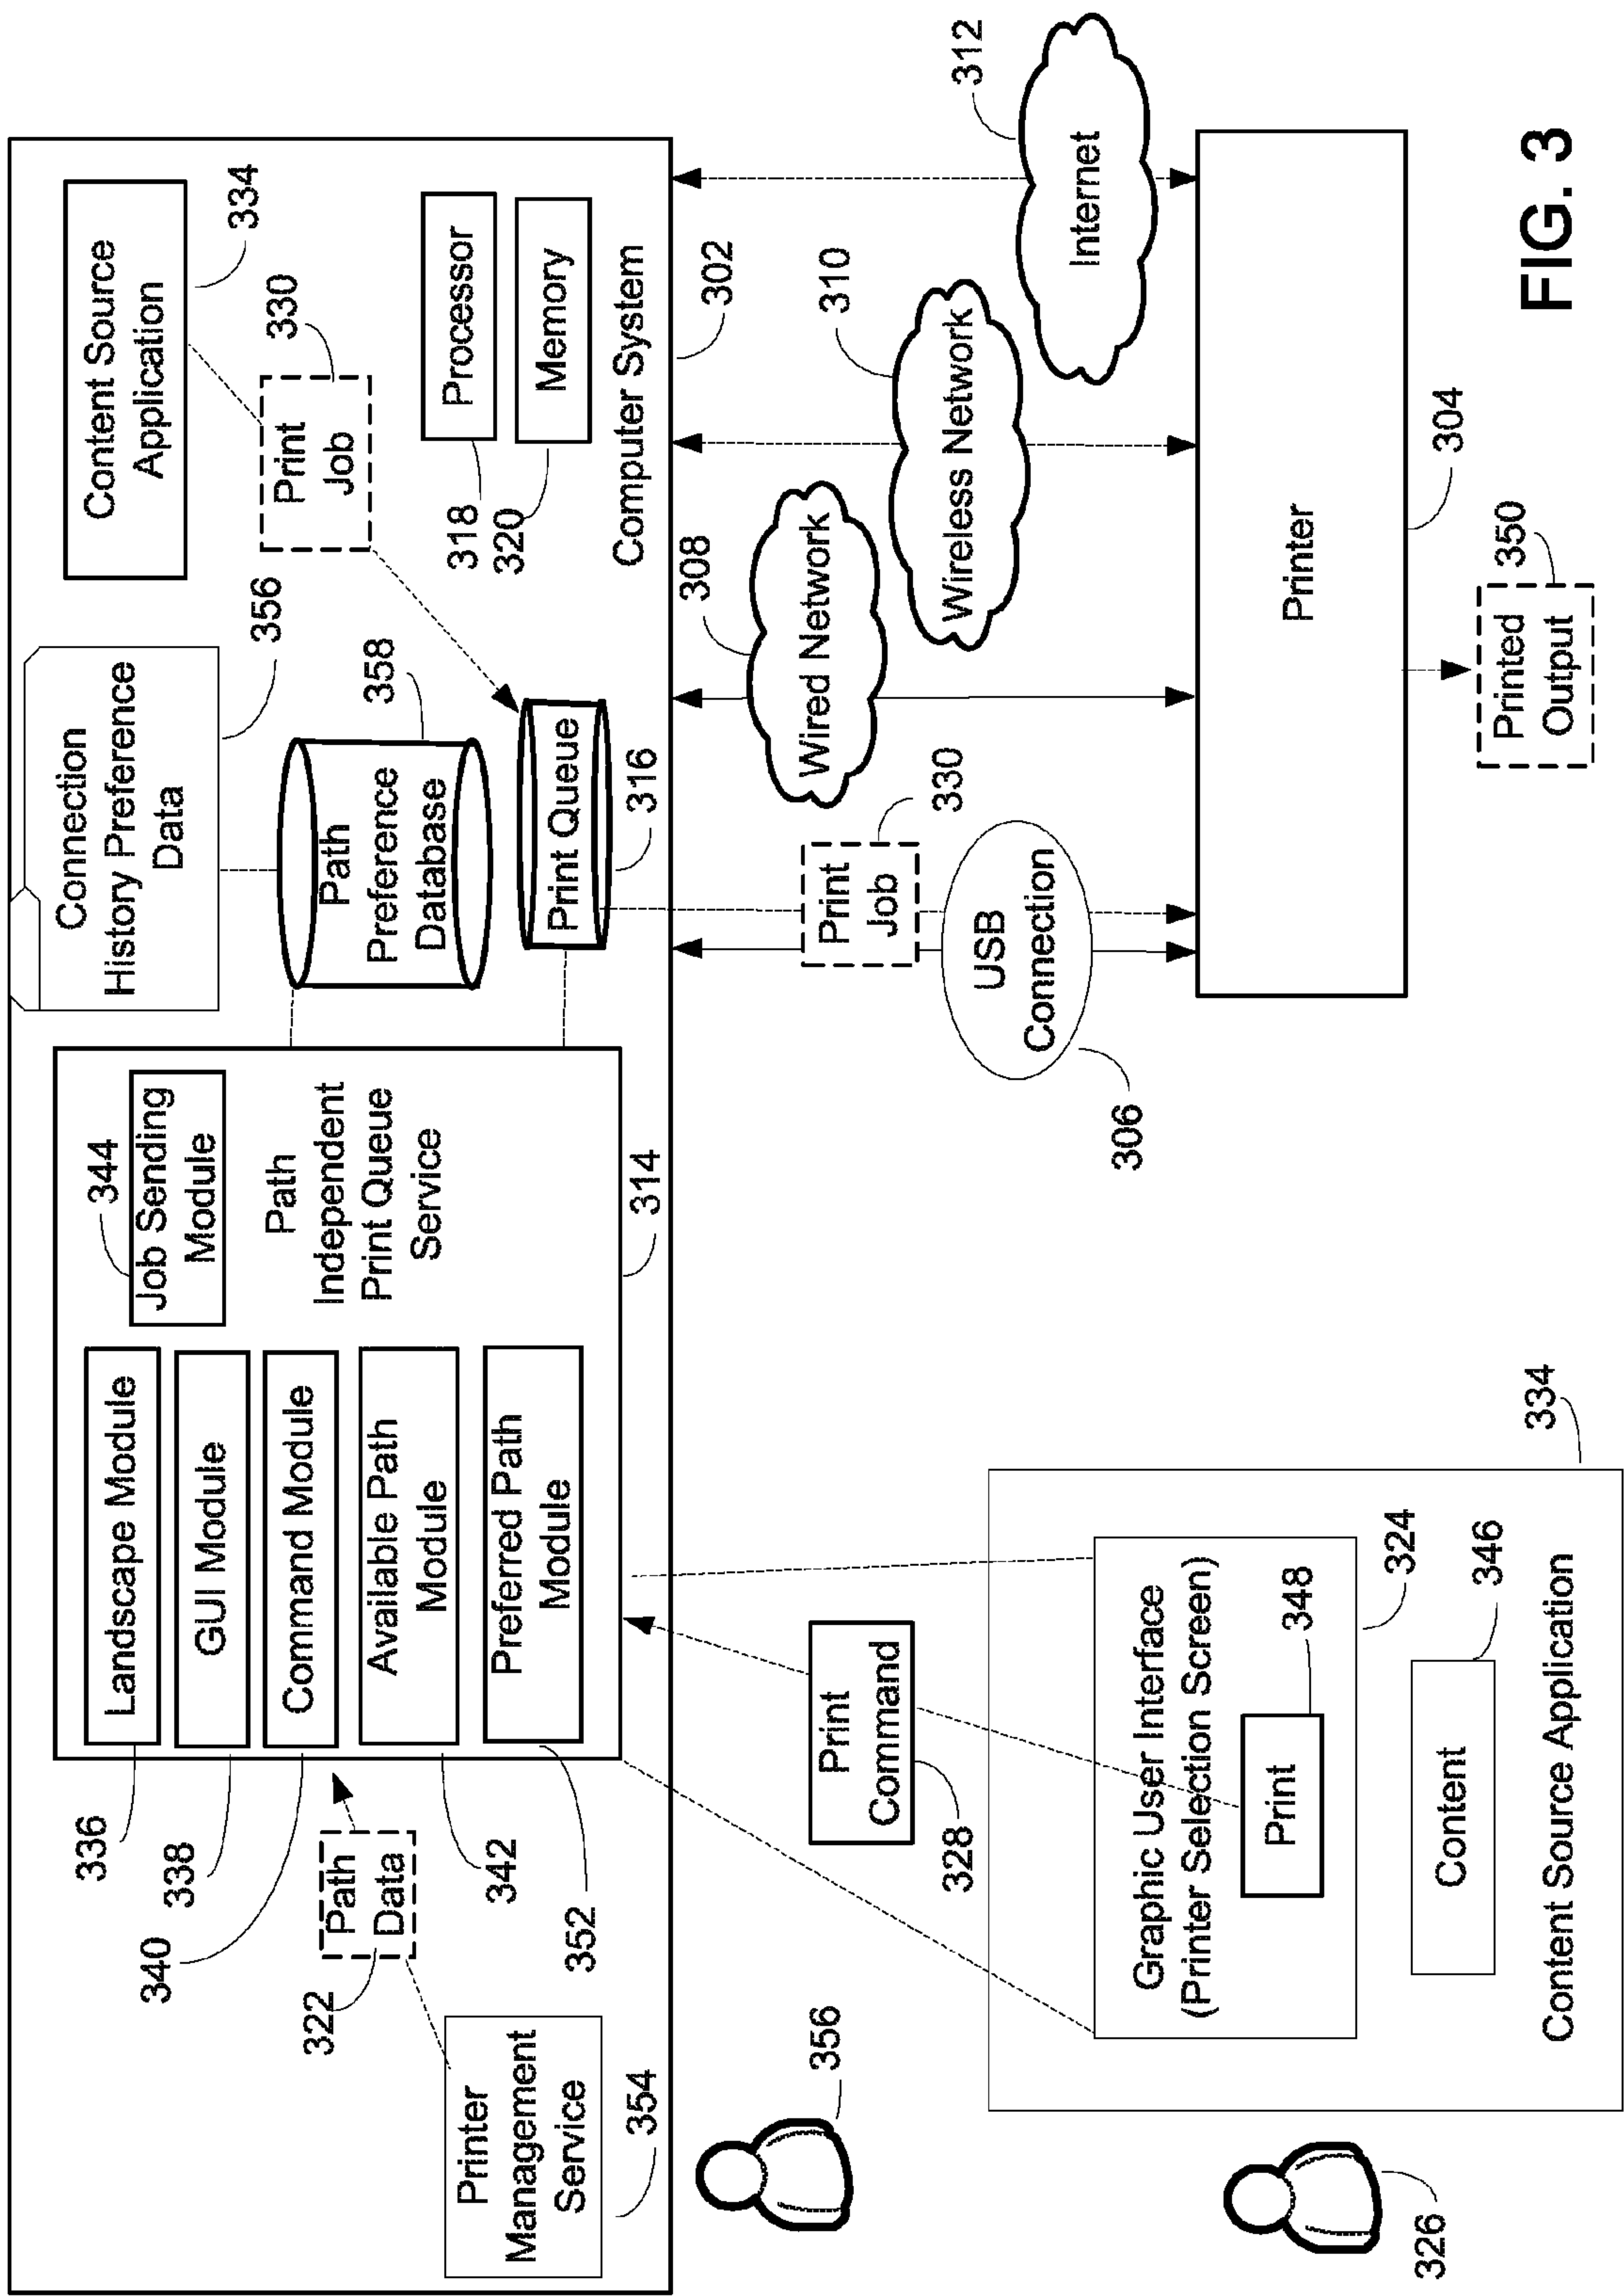 Printer
Management
Service
354
Path
Data
322
336
338
340
342
352
Landscape Module
GUI Module
Command Module
Available Path
Module
Preferred Path
Module
344
Job Sending
Module
Path
Independent
Print Queue
Service
314
Connection
History Preference
Data
356
Path
Preference
Database
358
Print Queue
316
Content Source
Application
334
Print
Job
330
Processor
318
Memory
320
Computer System
302
356
326
Print
Command
328
Graphic User Interface
(Printer Selection Screen)
Print
348
324
Content
346
Content Source Application
334
Print
Job
330
USB
Connection
306
Wired Network
308
Wireless Network
310
Internet
312
Printer
304
Printed
Output
350
FIG. 3